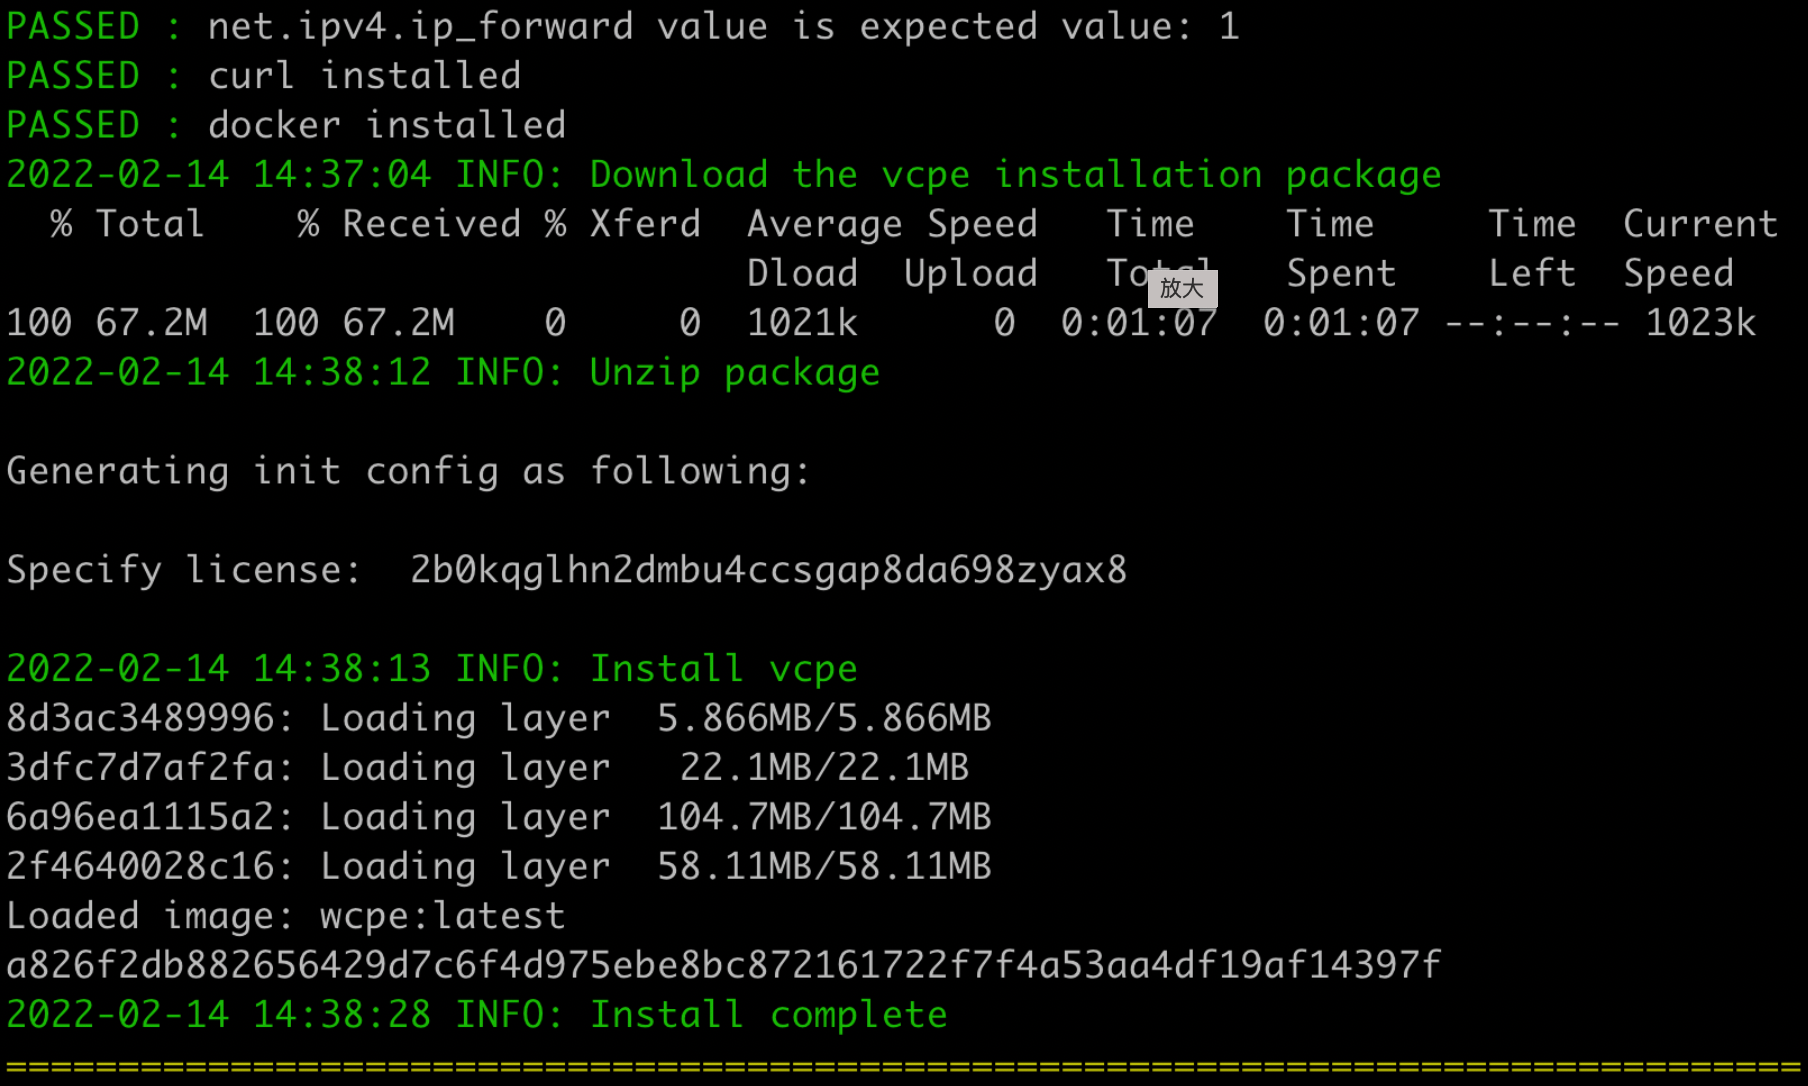 PASSED : net.ipv4.ip_forward value is expected value: 1
PASSED : curl installed
PASSED : docker installed
2022-02-14 14:37:04 INFO: Download the vcpe installation package
  % Total    % Received % Xferd  Average Speed   Time    Time     Time  Current
                                 Dload  Upload   Total   Spent    Left  Speed
放大
100 67.2M  100 67.2M    0     0  1021k      0  0:01:07  0:01:07 --:--:-- 1023k
2022-02-14 14:38:12 INFO: Unzip package
Generating init config as following:
Specify license:  2b0kqglhn2dmbu4ccsgap8da698zyax8
2022-02-14 14:38:13 INFO: Install vcpe
8d3ac3489996: Loading layer  5.866MB/5.866MB
3dfc7d7af2fa: Loading layer   22.1MB/22.1MB
6a96ea1115a2: Loading layer  104.7MB/104.7MB
2f4640028c16: Loading layer  58.11MB/58.11MB
Loaded image: wcpe:latest
a826f2db882656429d7c6f4d975ebe8bc872161722f7f4a53aa4df19af14397f
2022-02-14 14:38:28 INFO: Install complete
================================================================================